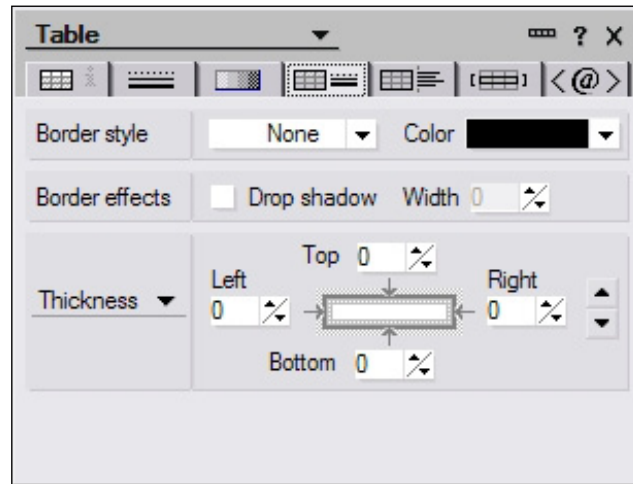 Table ? X
<@>
Border style None Color
Border effects Drop shadow Width 0
Top 0
Left Right
Thickness 0 0
Bottom 0